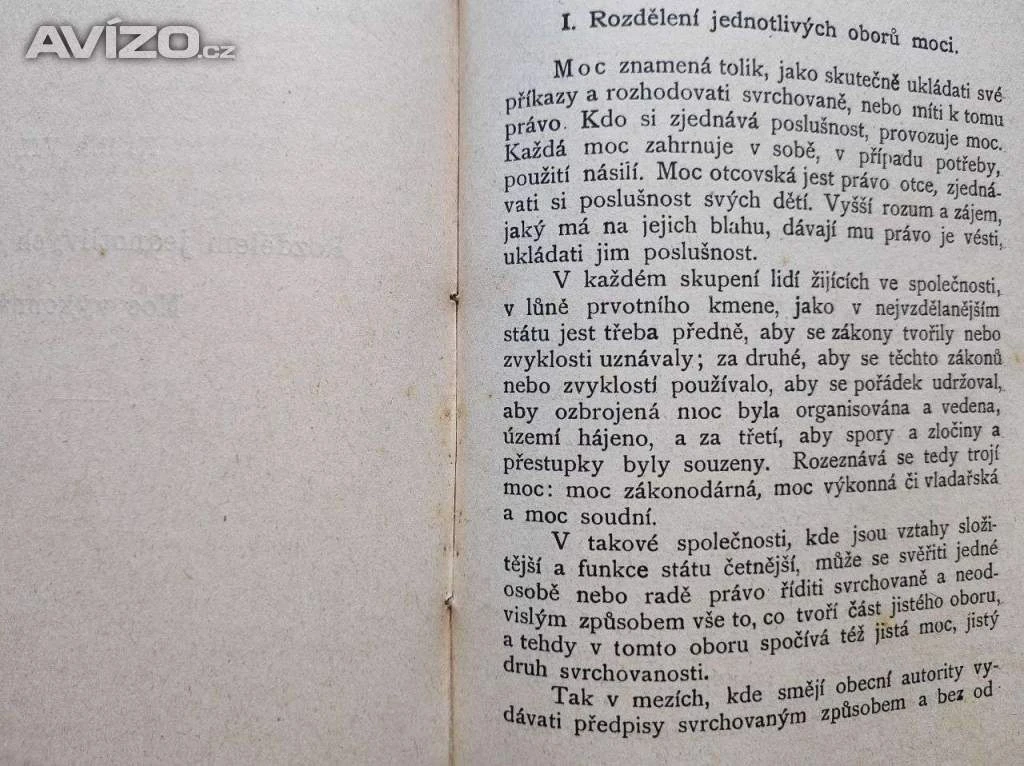 AVÍZO.CZ
Rozdělení jednotlivých
Moc výkonn
I. Rozdělení jednotlivých oborů moci.
Moc znamená tolik, jako skutečně ukládati své
příkazy a rozhodovati svrchovaně, nebo míti k tomu
právo. Kdo si zjednává poslušnost, provozuje moc.
Každá moc zahrnuje v sobě, v případu potřeby,
použití násilí. Moc otcovská jest právo otce, zjedná-
vati si poslušnost svých dětí. Vyšší rozum a zájem,
jaký má na jejich blahu, dávají mu právo je vésti,
ukládati jim poslušnost.
V každém skupení lidí žijících ve společnosti,
v lůně prvotního kmene, jako v nejvzdělanějším
státu jest třeba předně, aby se zákony tvořily nebo
zvyklosti uznávaly; za druhé, aby se těchto zákonů
nebo zvyklostí používalo, aby se pořádek udržoval,
aby ozbrojená moc byla organisována a vedena,
území hájeno, a za třetí, aby spory a zločiny a
přestupky byly souzeny. Rozeznává se tedy trojí
moc: moc zákonodárná, moc výkonná či vladařská
a moc soudní.
V takové společnosti, kde jsou vztahy složi-
tější a funkce státu četnější, může se svěřiti jedné
osobě nebo radě právo říditi svrchovaně a neod-
vislým způsobem vše to, co tvoří část jistého oboru,
a tehdy v tomto oboru spočívá též jistá moc, jistý
druh svrchovanosti.
Tak v mezích, kde smějí obecní autority vy-
dávati předpisy svrchovaným způsobem a bez od